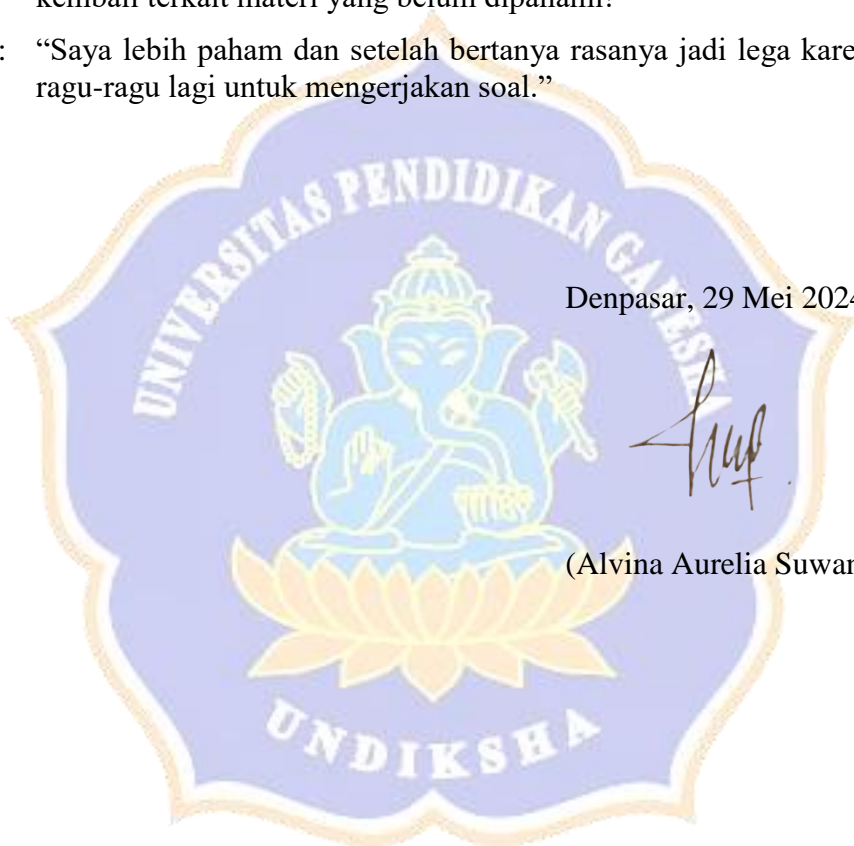 kembali terkait materi yang belum dipahami?
: “Saya lebih paham dan setelah bertanya rasanya jadi lega kare
ragu-ragu lagi untuk mengerjakan soal.”
UNIVERSITAS PENDIDIKAN GANESHA
Denpasar, 29 Mei 2024
(Alvina Aurelia Suwar
UNDIKSHA